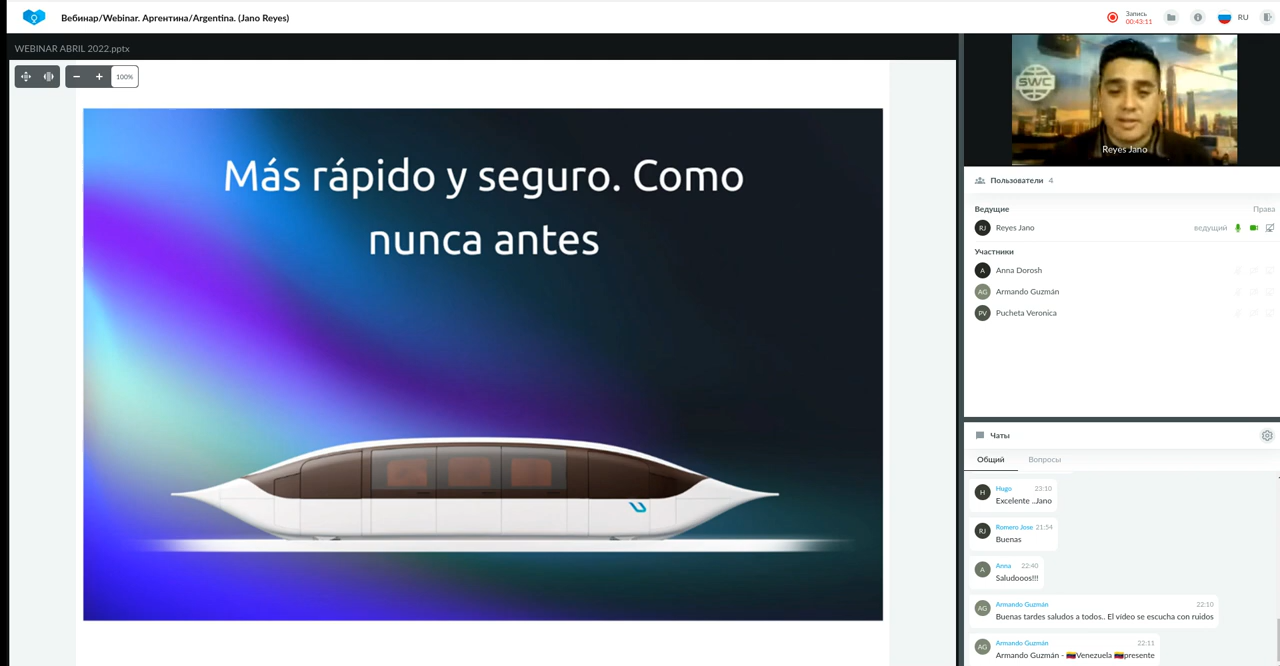 Вебинар/Webinar. Аргентина/Argentina. (Jano Reyes)
Запись
00:43:11
RU
WEBINAR ABRIL 2022.pptx
100%
Más rápido y seguro. Como
nunca antes
SWC
Reyes Jano
Пользователи 4
Ведущие Права
RJ Reyes Jano ведущий
Участники
A Anna Dorosh
AG Armando Guzmán
PV Pucheta Veronica
Чаты
Общий Вопросы
Hugo 23:10
H
Excelente ..Jano
Romero Jose 21:54
RJ
Buenas
Anna 22:40
A
Saludooos!!!
Armando Guzmán 22:10
AG
Buenas tardes saludos a todos.. El video se escucha con ruidos
Armando Guzmán 22:11
AG
Armando Guzmán - 🇻🇪Venezuela 🇻🇪presente